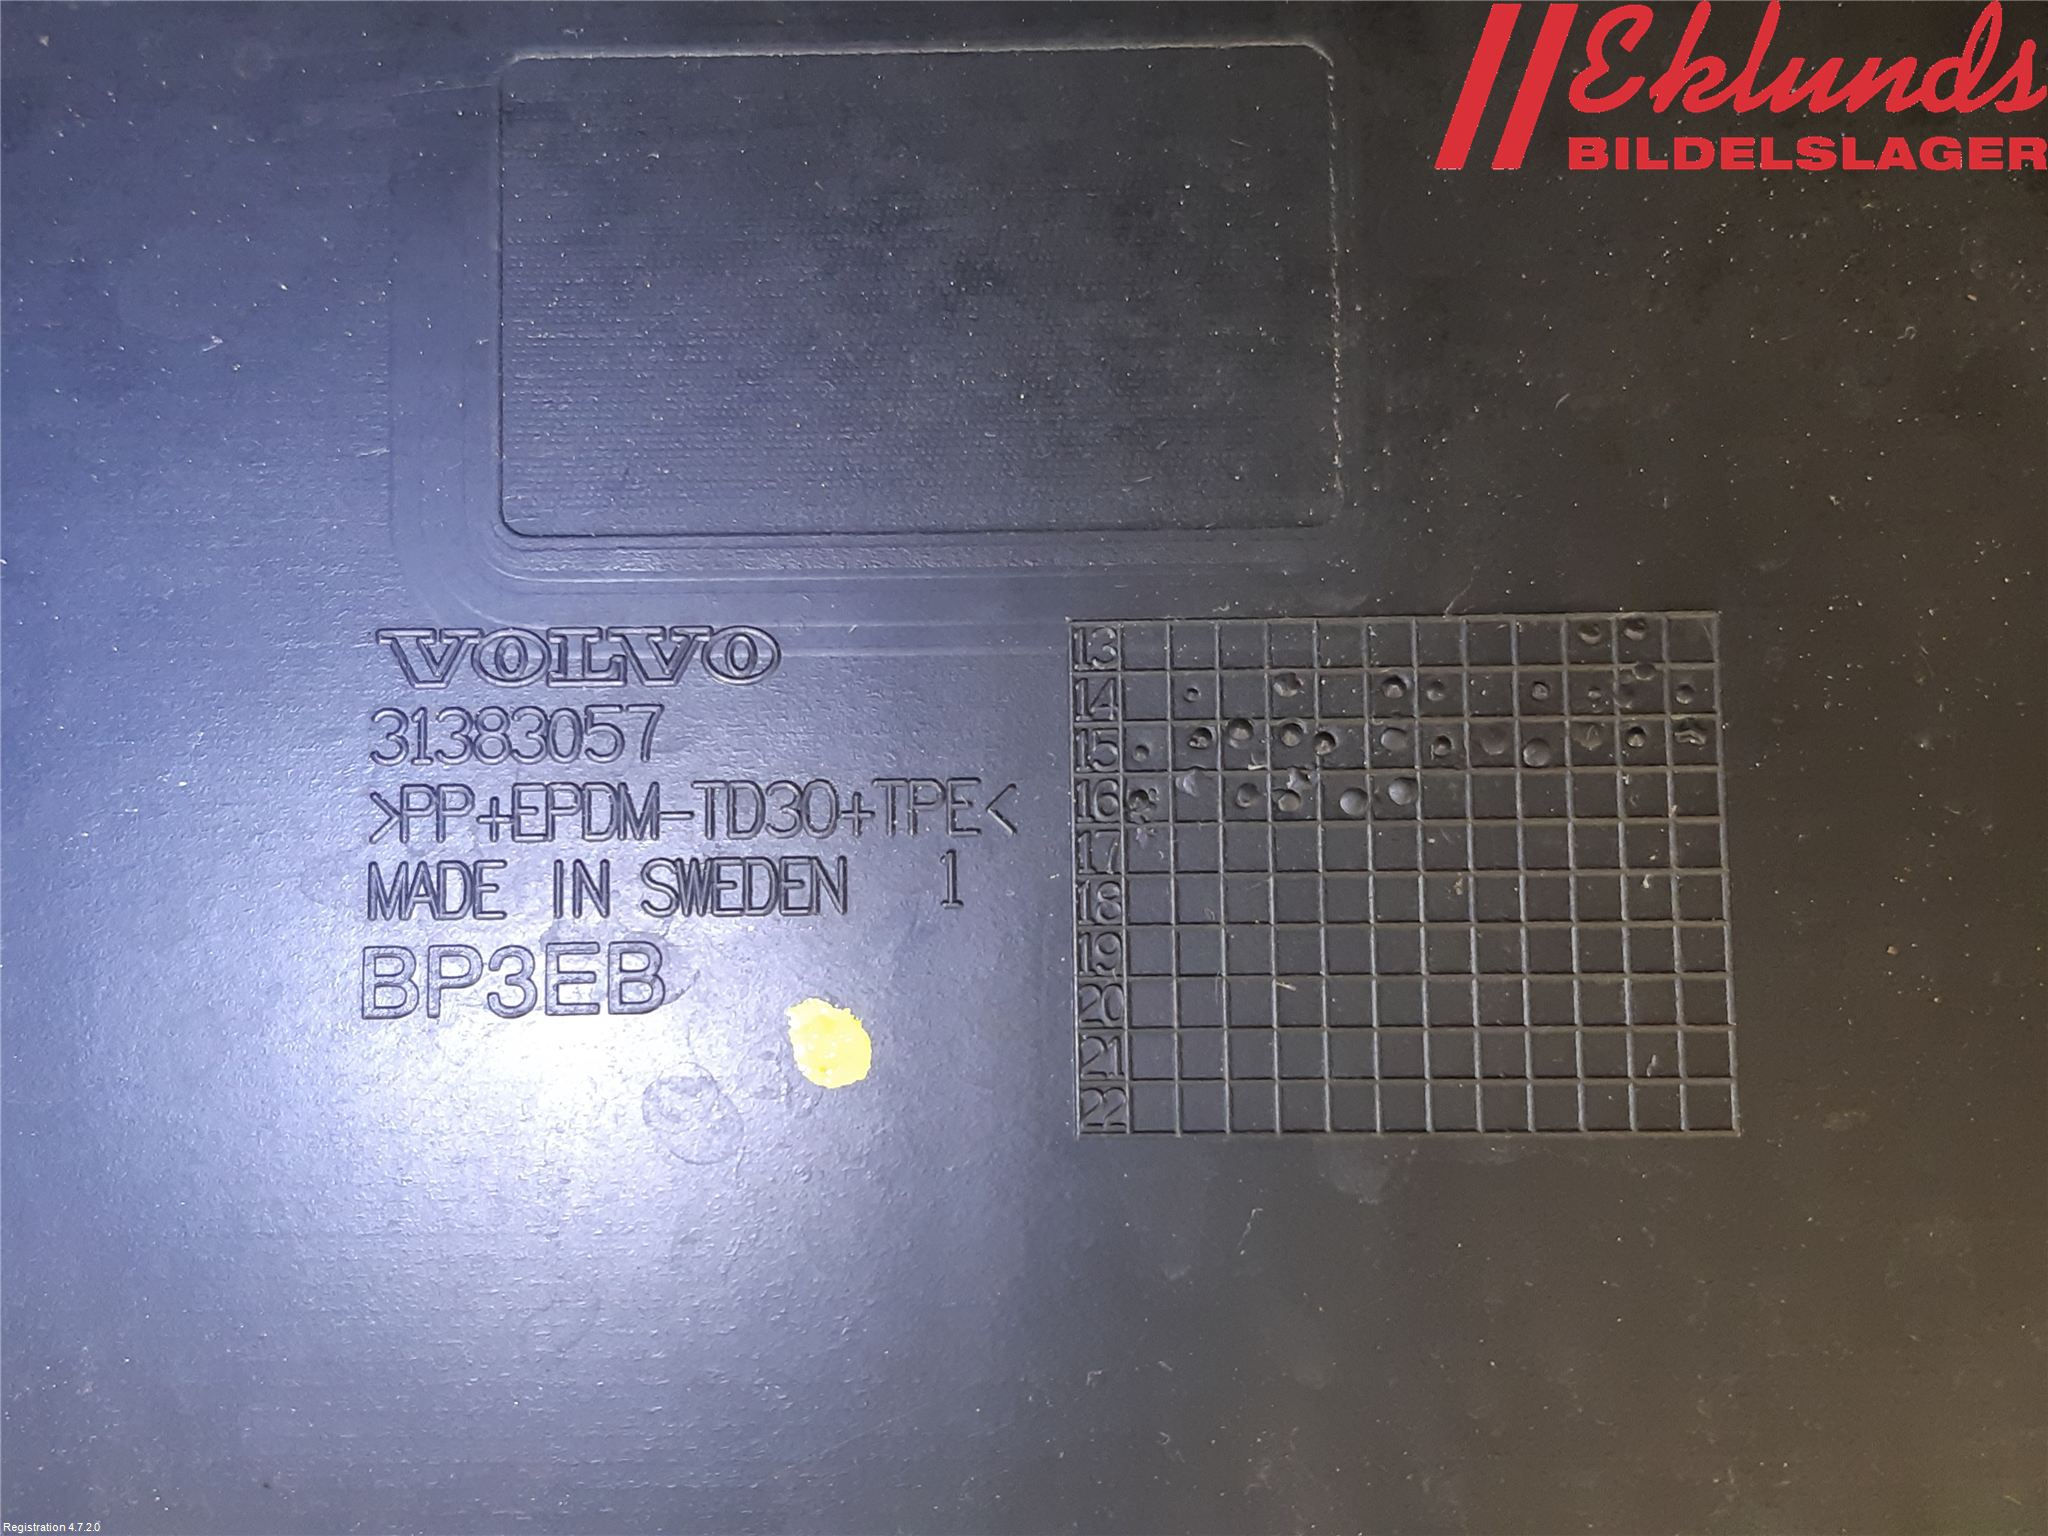 Eklunds
BILDELSLAGER
VOLVO
31383057
>PP+EPDM-TD30+TPE<
MADE IN SWEDEN 1
BP3EB
13
14
15
16
17
18
19
20
21
22
Registration 4.7.2.0